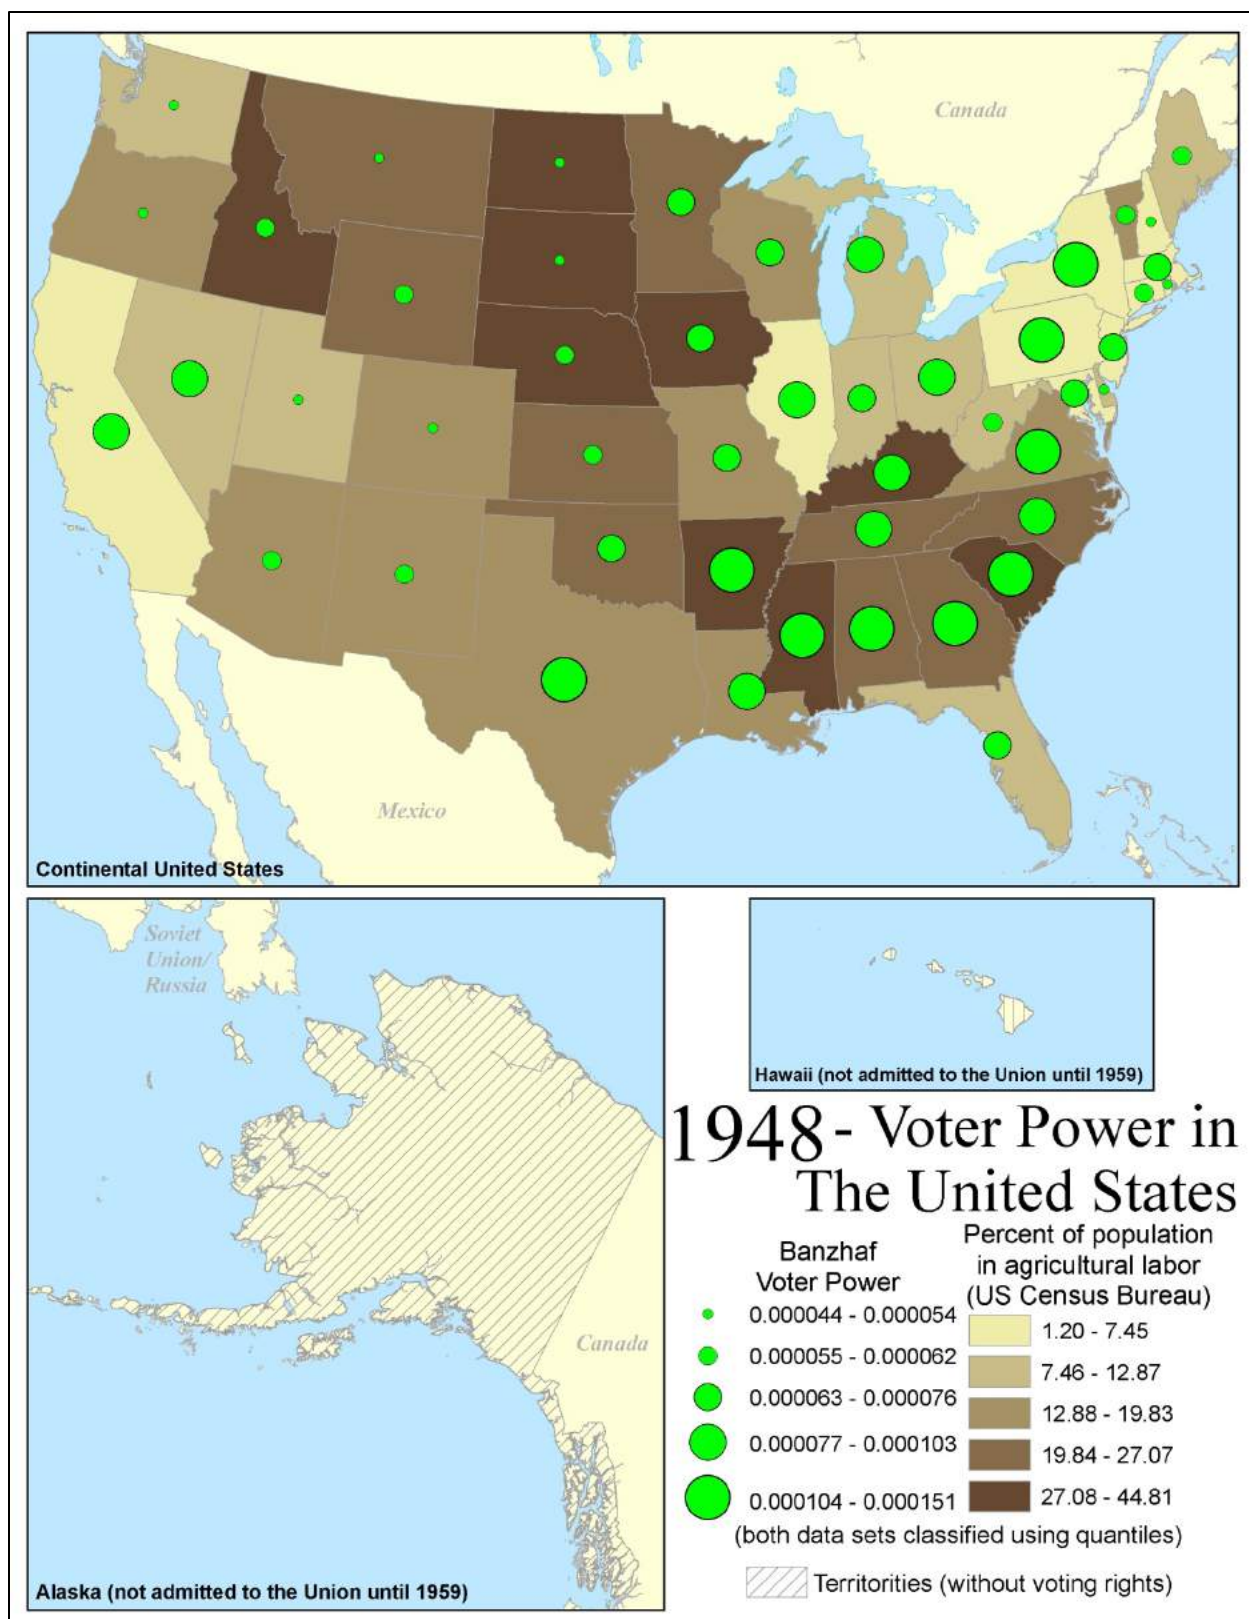 Canada
Mexico
Continental United States
Soviet
Union/
Russia
Canada
Alaska (not admitted to the Union until 1959)
Hawaii (not admitted to the Union until 1959)
1948 - Voter Power in
The United States
Banzhaf
Voter Power
0.000044 - 0.000054
0.000055 - 0.000062
0.000063 - 0.000076
0.000077 - 0.000103
0.000104 - 0.000151
Percent of population
in agricultural labor
(US Census Bureau)
1.20 - 7.45
7.46 - 12.87
12.88 - 19.83
19.84 - 27.07
27.08 - 44.81
(both data sets classified using quantiles)
Territorities (without voting rights)